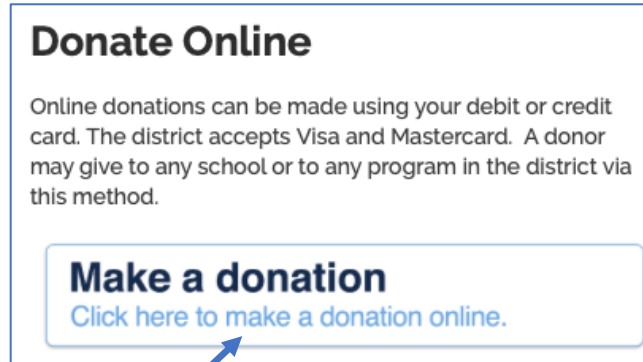 Donate Online
Online donations can be made using your debit or credit
card. The district accepts Visa and Mastercard.  A donor
may give to any school or to any program in the district via
this method.
Make a donation
Click here to make a donation online.